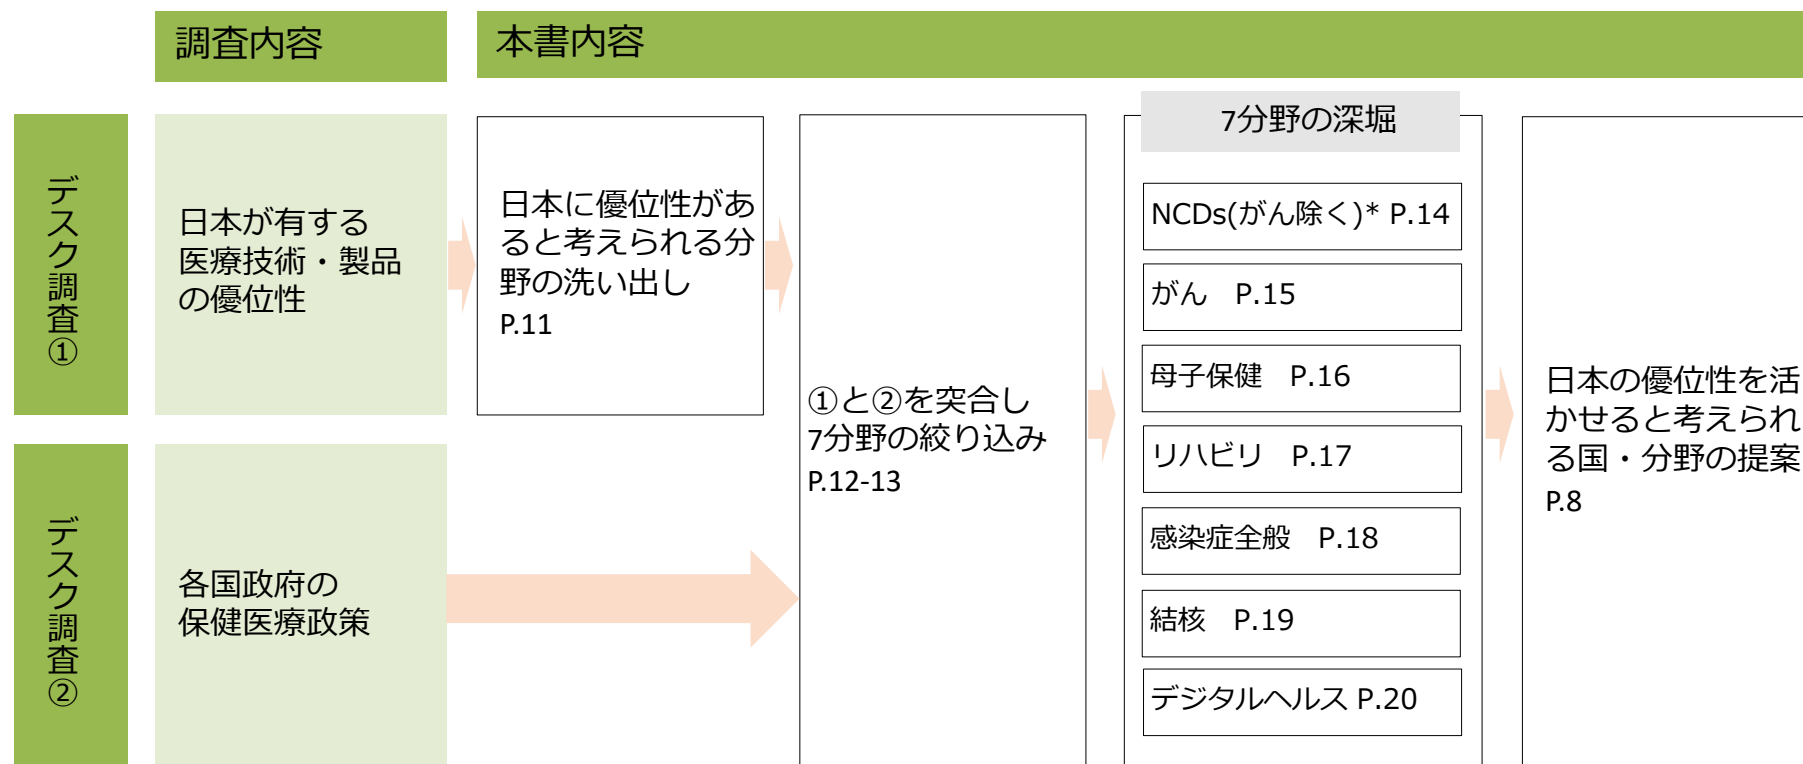 調査内容
本書内容
デスク調査①
日本が有する
医療技術・製品
の優位性
日本に優位性があ
ると考えられる分
野の洗い出し
P.11
デスク調査②
各国政府の
保健医療政策
①と②を突合し
7分野の絞り込み
P.12-13
7分野の深堀
NCDs(がん除く)* P.14
がん　P.15
母子保健　P.16
リハビリ　P.17
感染症全般　P.18
結核　P.19
デジタルヘルス P.20
日本の優位性を活
かせると考えられ
る国・分野の提案
P.8